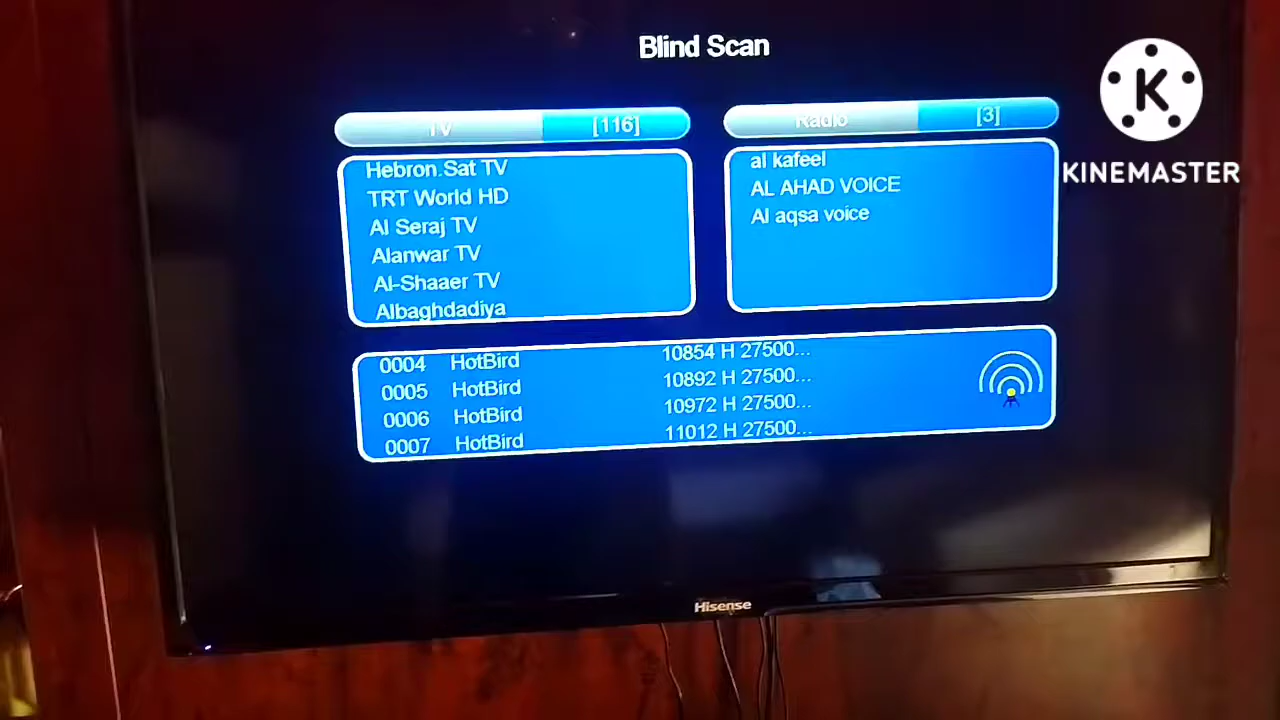 Blind Scan
TV [116]
Radio [3]
Hebron.Sat TV
TRT World HD
Al Seraj TV
Alanwar TV
Al-Shaaer TV
Albaghdadiya
al kafeel
AL AHAD VOICE
Al aqsa voice
0004 HotBird 10854 H 27500...
0005 HotBird 10892 H 27500...
0006 HotBird 10972 H 27500...
0007 HotBird 11012 H 27500...
Hisense
K
KINEMASTER